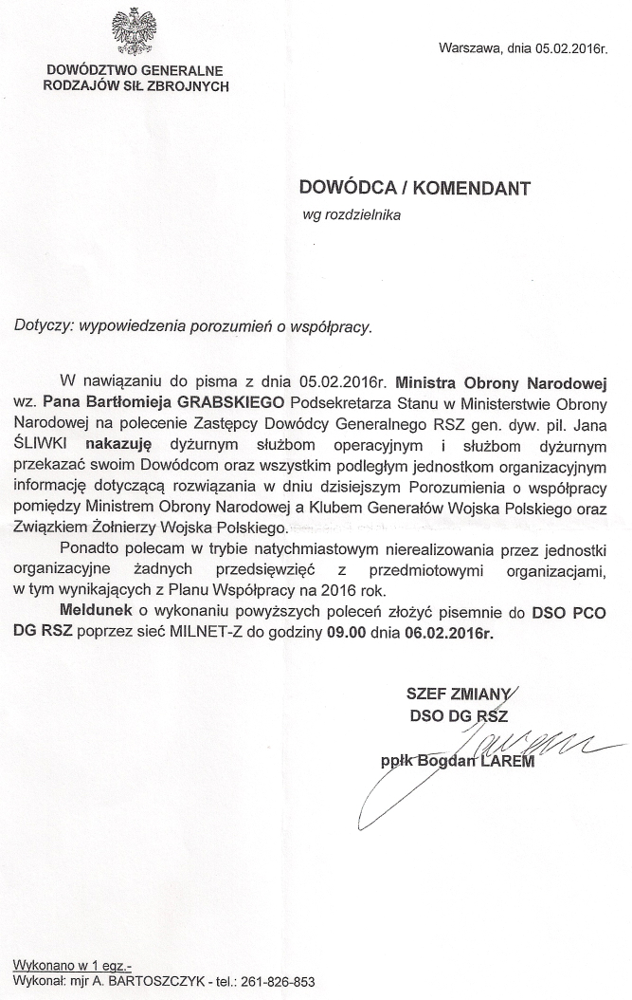 DOWÓDZTWO GENERALNE
RODZAJÓW SIŁ ZBROJNYCH
Warszawa, dnia 05.02.2016r.
DOWÓDCA / KOMENDANT
wg rozdzielnika
Dotyczy: wypowiedzenia porozumień o współpracy.
W nawiązaniu do pisma z dnia 05.02.2016r. Ministra Obrony Narodowej
wz. Pana Bartłomieja GRABSKIEGO Podsekretarza Stanu w Ministerstwie Obrony
Narodowej na polecenie Zastępcy Dowódcy Generalnego RSZ gen. dyw. pil. Jana
ŚLIWKI nakazuję dyżurnym służbom operacyjnym i służbom dyżurnym
przekazać swoim Dowódcom oraz wszystkim podległym jednostkom organizacyjnym
informację dotyczącą rozwiązania w dniu dzisiejszym Porozumienia o współpracy
pomiędzy Ministrem Obrony Narodowej a Klubem Generałów Wojska Polskiego oraz
Związkiem Żołnierzy Wojska Polskiego.
Ponadto polecam w trybie natychmiastowym nierealizowania przez jednostki
organizacyjne żadnych przedsięwzięć z przedmiotowymi organizacjami,
w tym wynikających z Planu Współpracy na 2016 rok.
Meldunek o wykonaniu powyższych poleceń złożyć pisemnie do DSO PCO
DG RSZ poprzez sieć MILNET-Z do godziny 09.00 dnia 06.02.2016r.
SZEF ZMIANY
DSO DG RSZ
ppłk Bogdan LAREM
Wykonano w 1 egz.-
Wykonał: mjr A. BARTOSZCZYK - tel.: 261-826-853